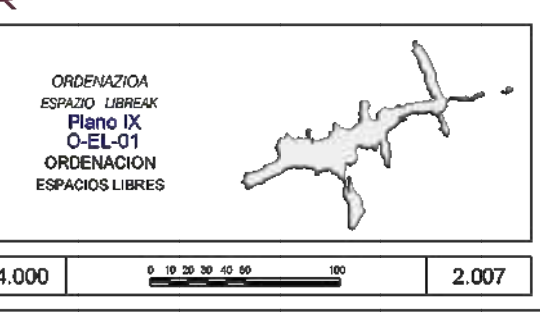 ORDENAZIOA
ESPAZIO LIBREAK
Plano IX
O-EL-01
ORDENACION
ESPACIOS LIBRES
4.000
0 10 20 30 40 50 100
2.007